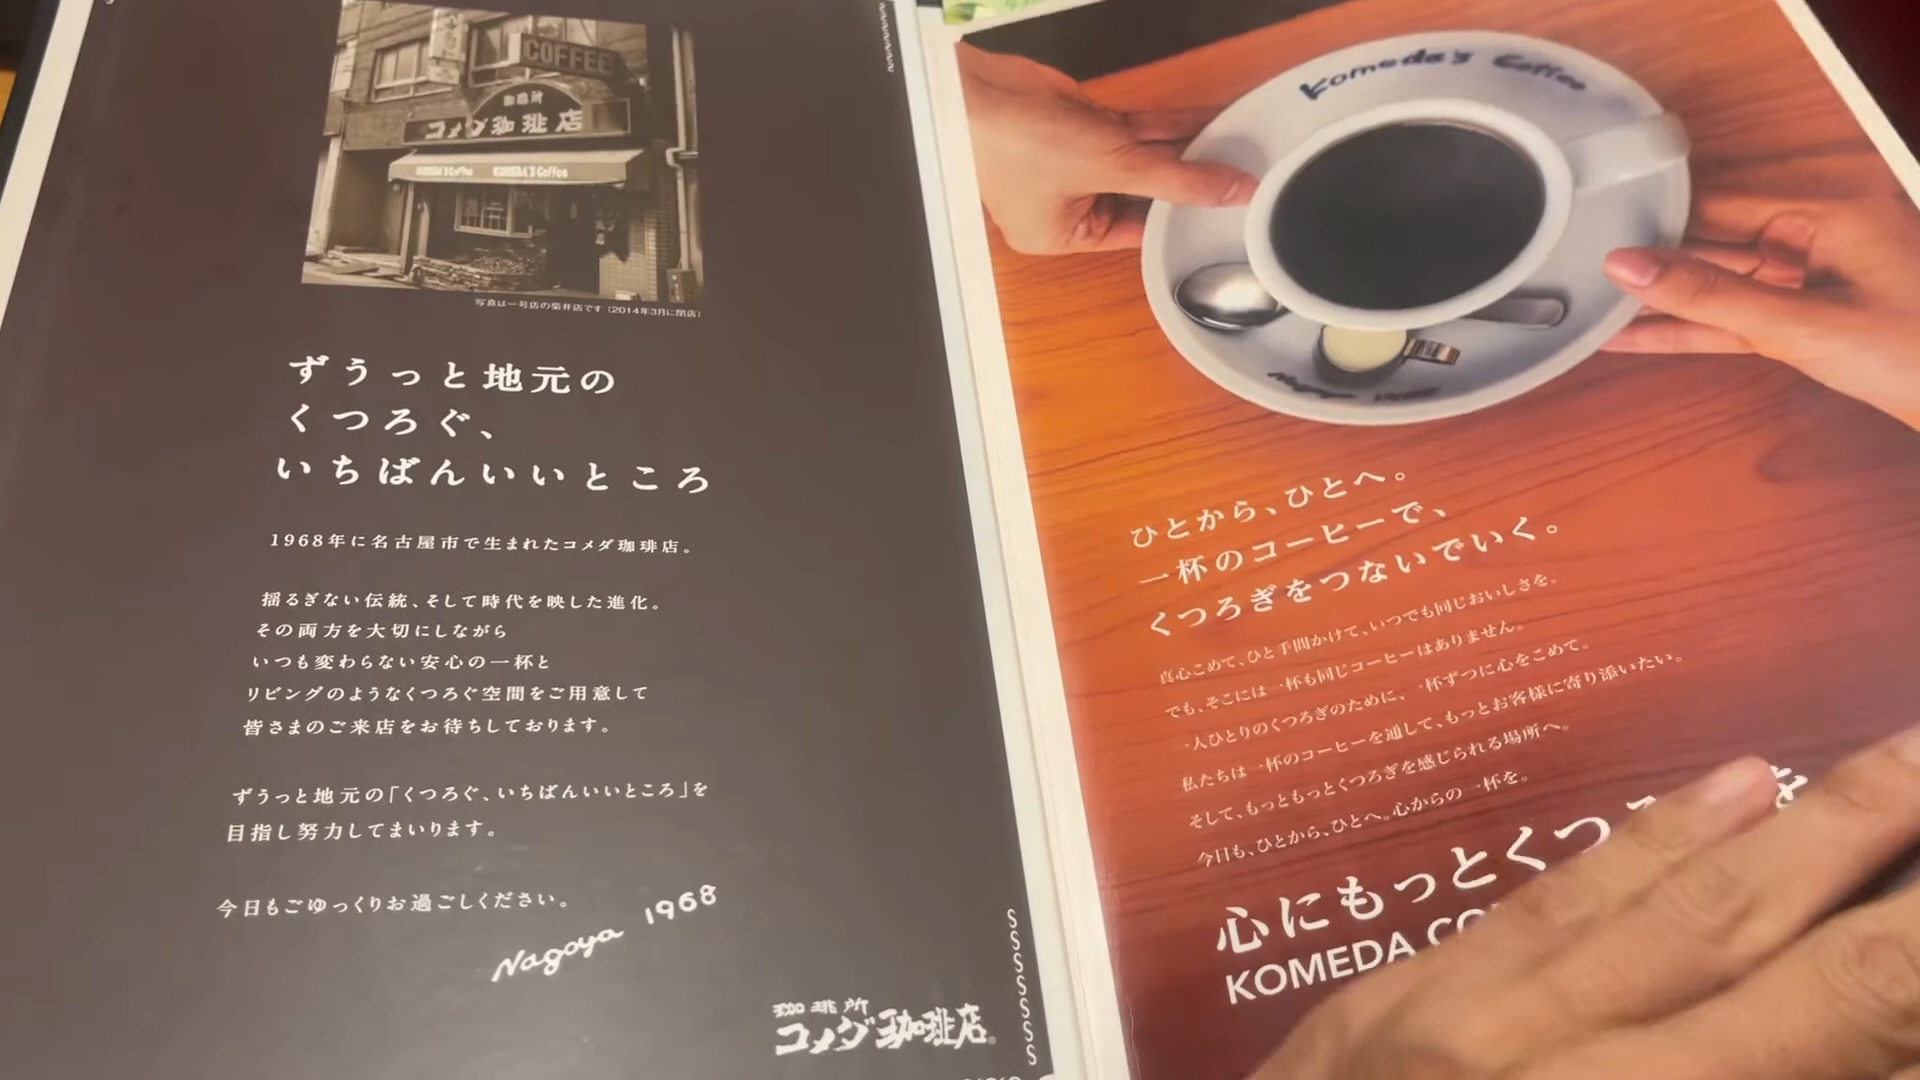 COFFEE
珈琲所
コメダ珈琲店
KOMEDA'S Coffee KOMEDA'S Coffee
写真は一号店の菊井店です（2014年3月に閉店）
ずうっと地元の
くつろぐ、
いちばんいいところ
1968年に名古屋市で生まれたコメダ珈琲店。
揺るぎない伝統、そして時代を映した進化。
その両方を大切にしながら
いつも変わらない安心の一杯と
リビングのようなくつろぐ空間をご用意して
皆さまのご来店をお待ちしております。
ずうっと地元の「くつろぐ、いちばんいいところ」を
目指し努力してまいります。
今日もごゆっくりお過ごしください。
Nagoya 1968
珈琲所
コメダ珈琲店®
SSSSSSS
Komeda's Coffee
ひとから、ひとへ。
一杯のコーヒーで、
くつろぎをつないでいく。
真心こめて、ひと手間かけて、いつでも同じおいしさを。
でも、そこには一杯も同じコーヒーはありません。
一人ひとりのくつろぎのために、一杯ずつに心をこめて。
私たちは一杯のコーヒーを通して、もっとお客様に寄り添いたい。
そして、もっともっとくつろぎを感じられる場所へ。
今日も、ひとから、ひとへ。心からの一杯を。
心にもっとくつ を
KOMEDA CO